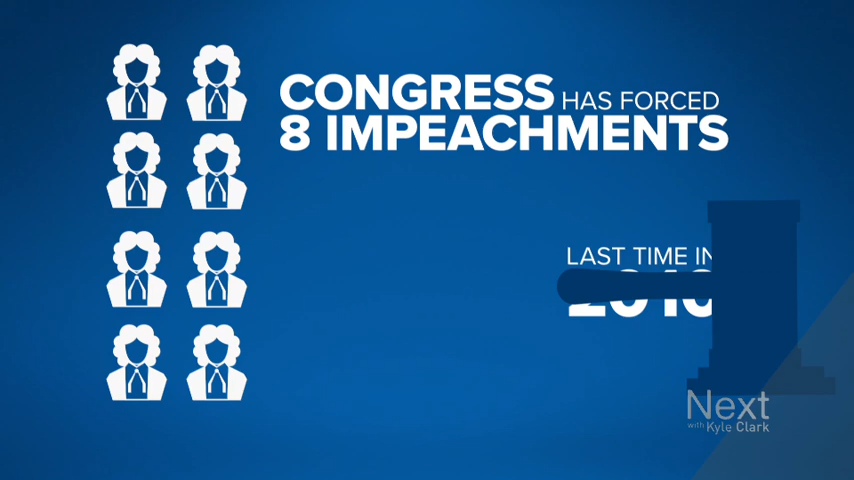 CONGRESS HAS FORCED
8 IMPEACHMENTS
LAST TIME IN
Next
with Kyle Clark